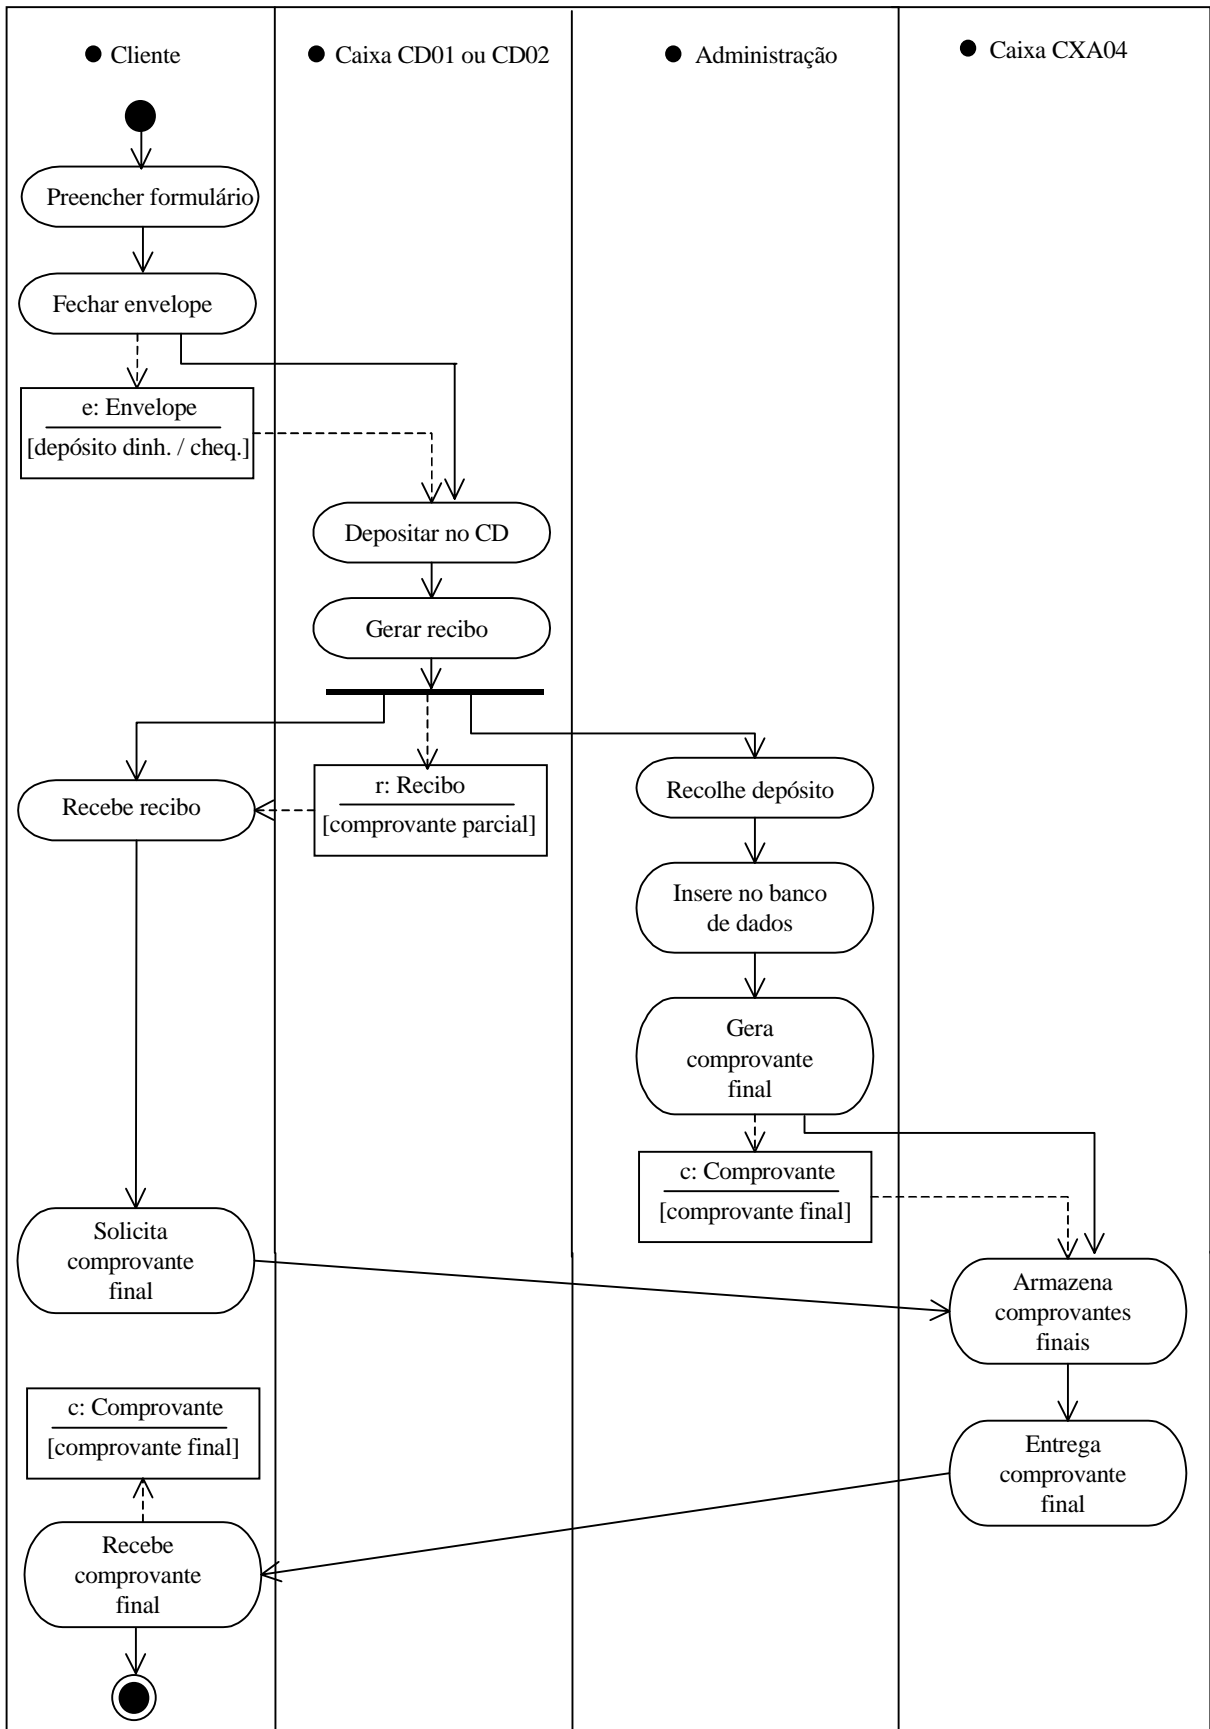 Cliente
Caixa CD01 ou CD02
Administração
Caixa CXA04
Preencher formulário
Fechar envelope
e: Envelope
[depósito dinh. / cheq.]
Depositar no CD
Gerar recibo
Recebe recibo
r: Recibo
[comprovante parcial]
Recolhe depósito
Insere no banco
de dados
Gera
comprovante
final
c: Comprovante
[comprovante final]
Solicita
comprovante
final
Armazena
comprovantes
finais
c: Comprovante
[comprovante final]
Entrega
comprovante
final
Recebe
comprovante
final